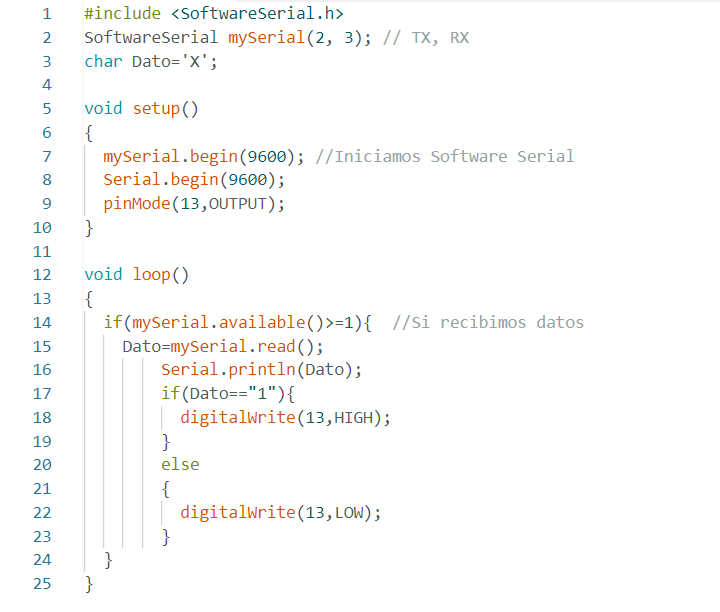 1 #include <SoftwareSerial.h>
2 SoftwareSerial mySerial(2, 3); // TX, RX
3 char Dato='X';
4
5 void setup()
6 {
7   mySerial.begin(9600); //Iniciamos Software Serial
8   Serial.begin(9600);
9   pinMode(13,OUTPUT);
10 }
11
12 void loop()
13 {
14   if(mySerial.available()>=1){  //Si recibimos datos
15     Dato=mySerial.read();
16         Serial.println(Dato);
17         if(Dato=="1"){
18           digitalWrite(13,HIGH);
19         }
20         else
21         {
22           digitalWrite(13,LOW);
23         }
24   }
25 }